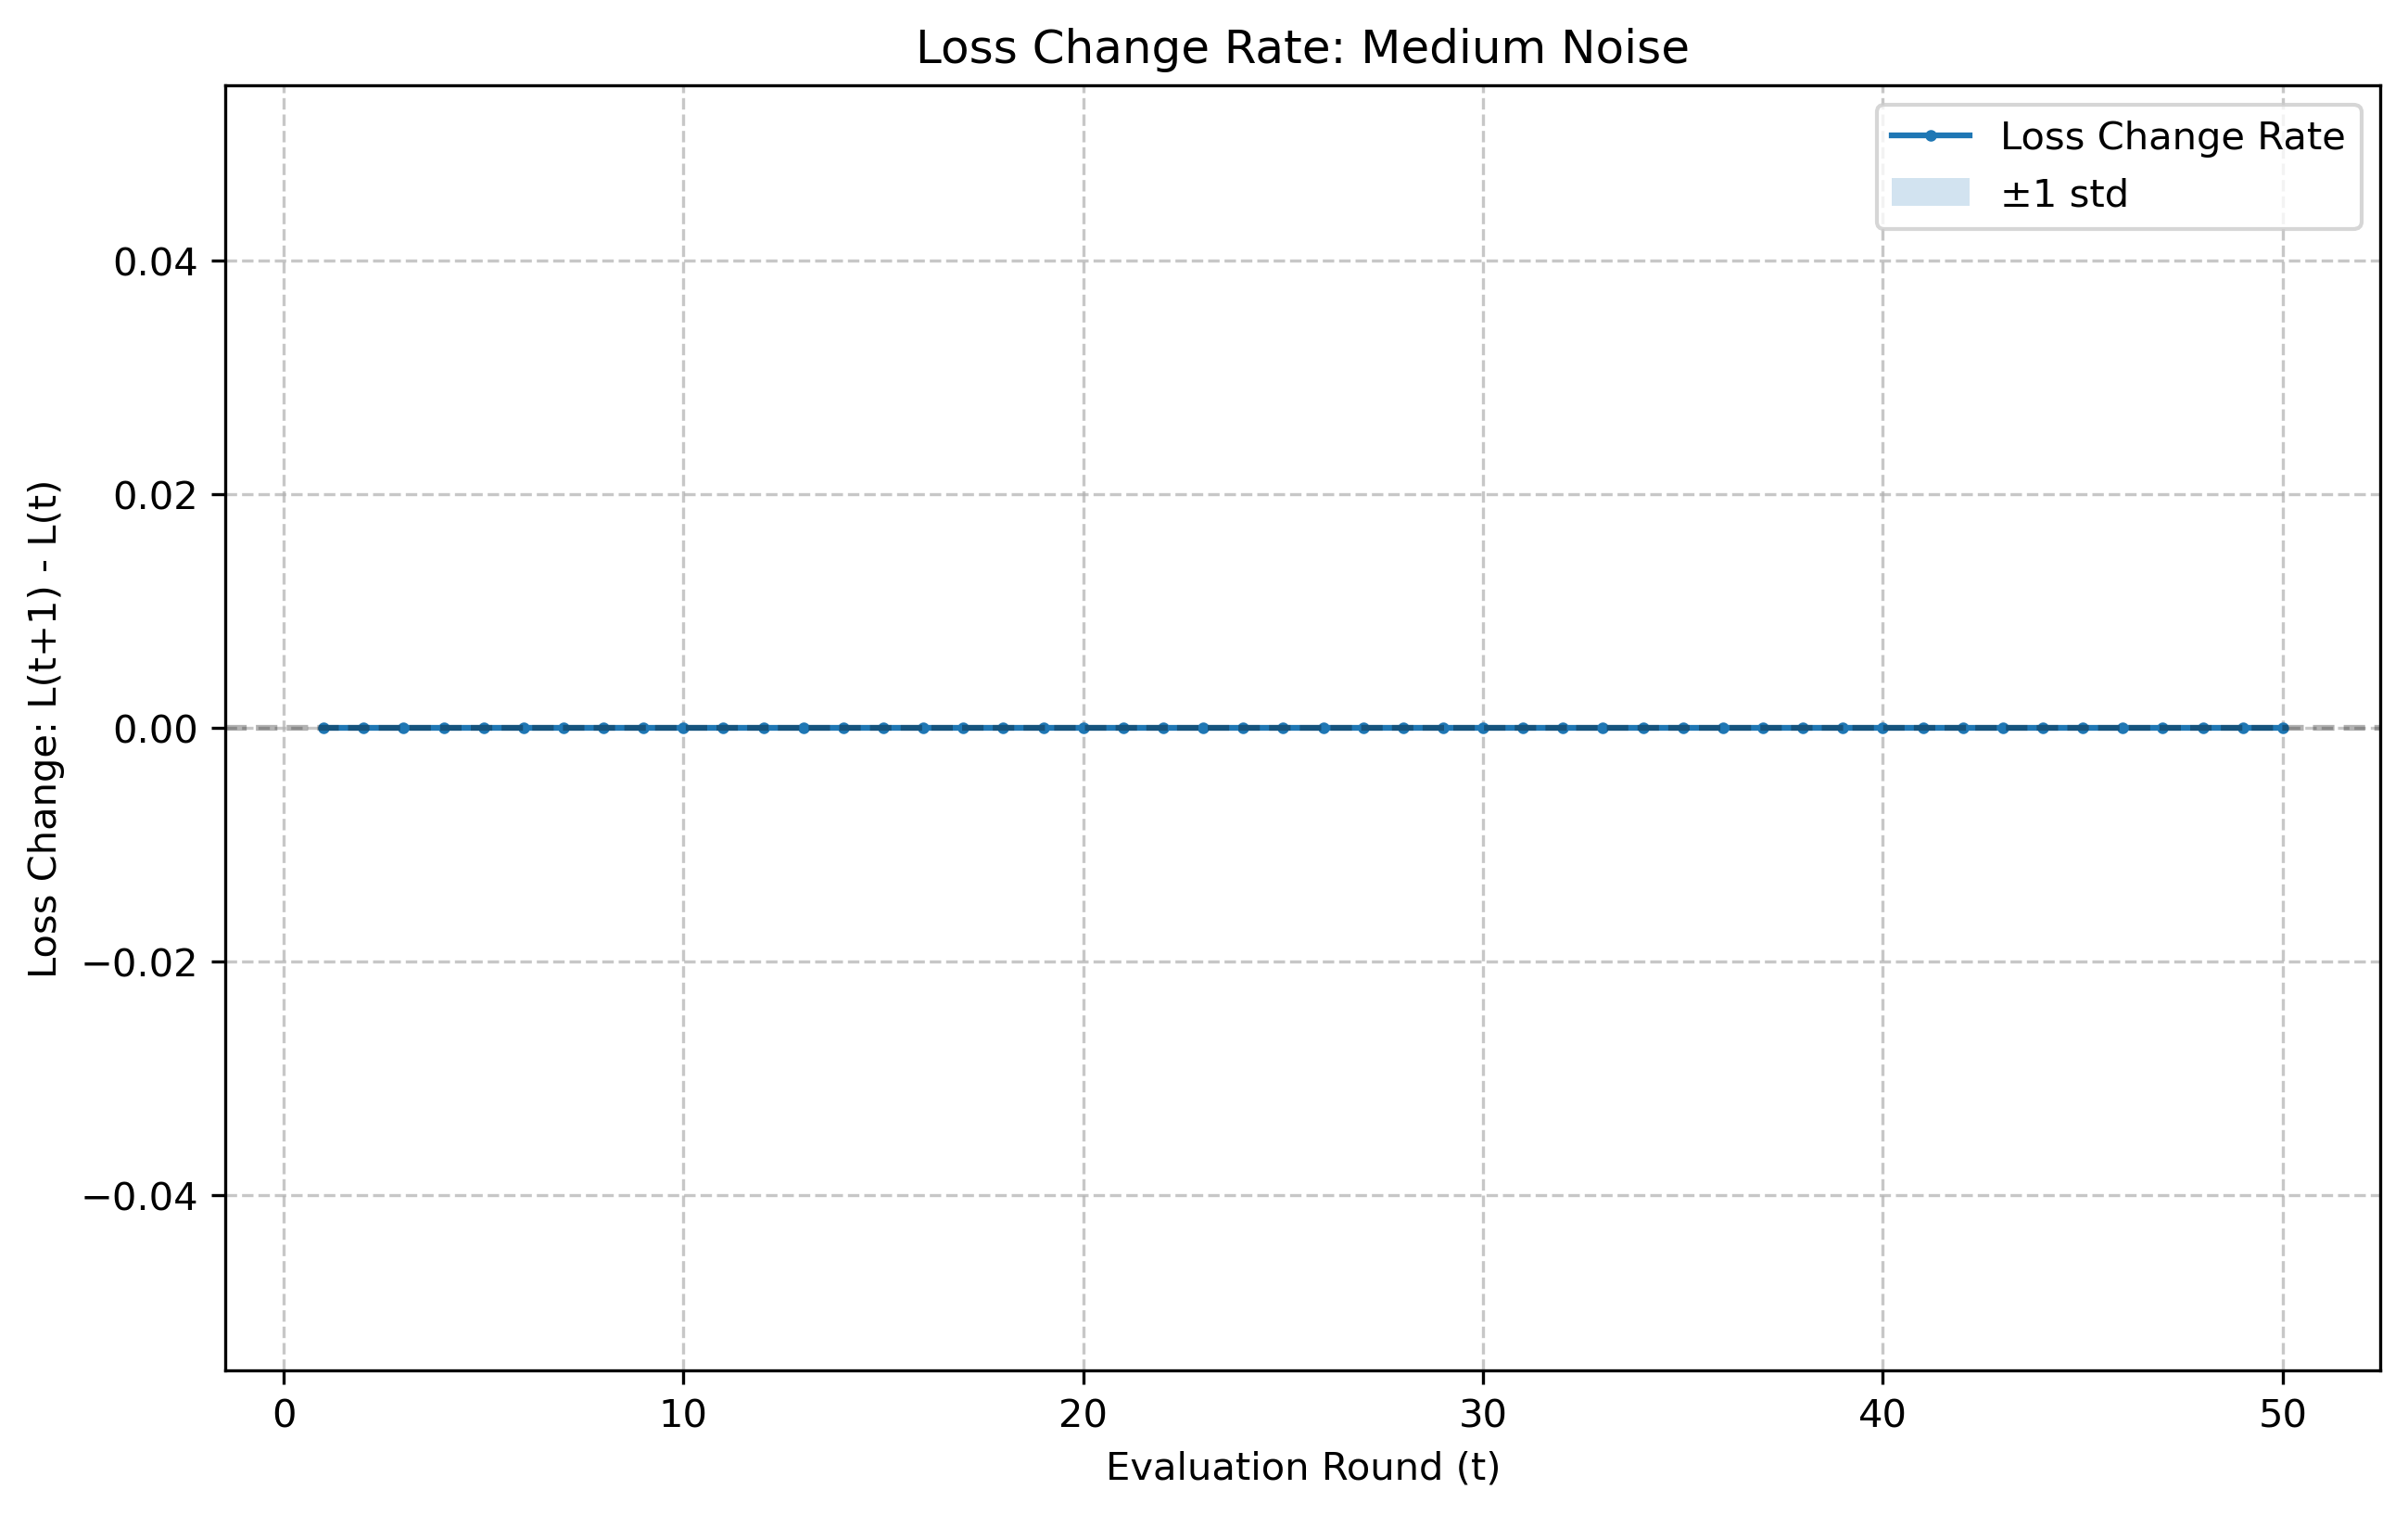 Loss Change Rate: Medium Noise
Loss Change Rate
±1 std
Loss Change: L(t+1) - L(t)
0.04
0.02
0.00
−0.02
−0.04
0 10 20 30 40 50
Evaluation Round (t)